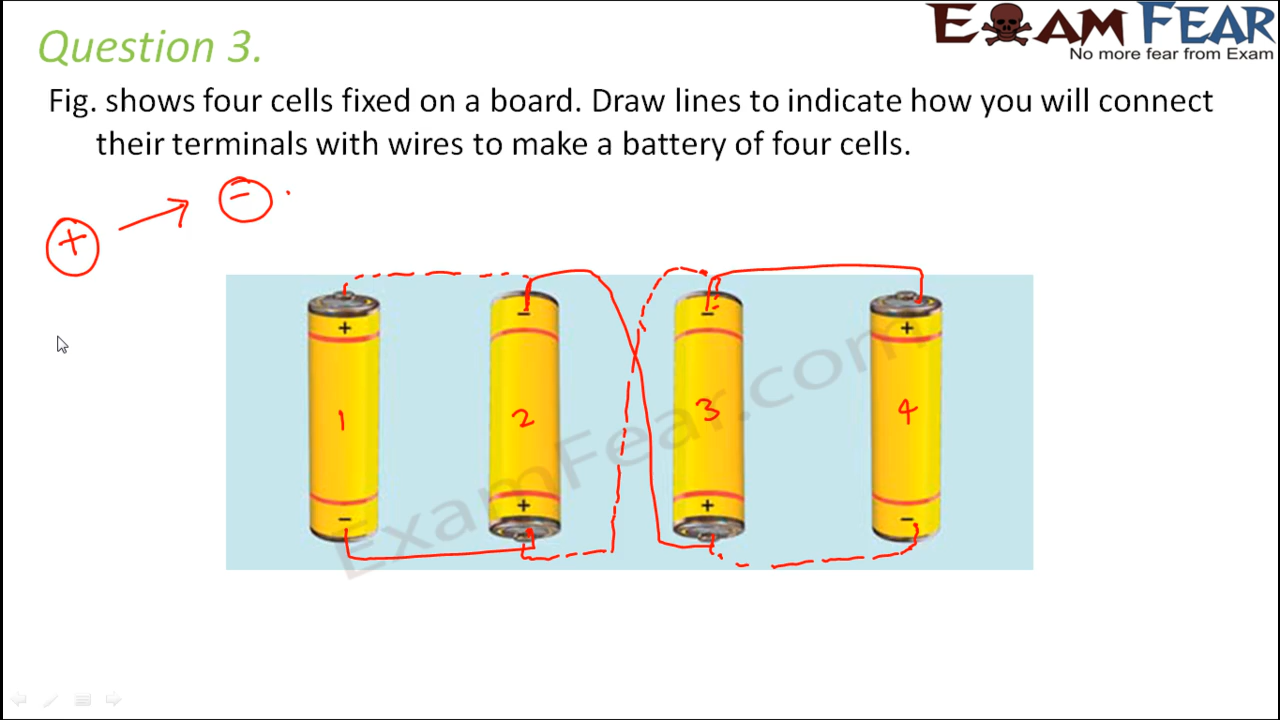 EXAM FEAR
No more fear from Exam
Question 3.
Fig. shows four cells fixed on a board. Draw lines to indicate how you will connect
their terminals with wires to make a battery of four cells.
+ → -
+ - - +
1 2 3 4
- + + -
ExamFear.com